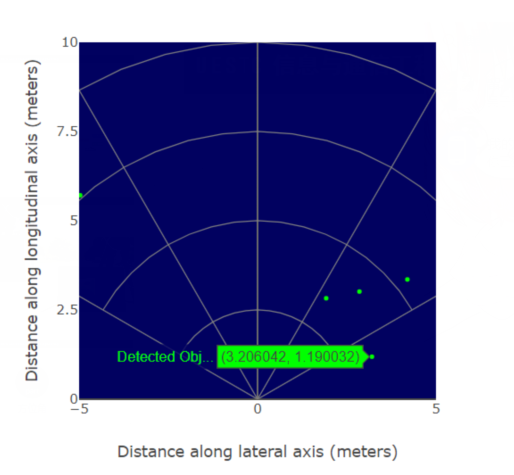 10
7.5
5
2.5
0
Distance along longitudinal axis (meters)
Detected Obj... (3.206042, 1.190032)
−5
0
5
Distance along lateral axis (meters)